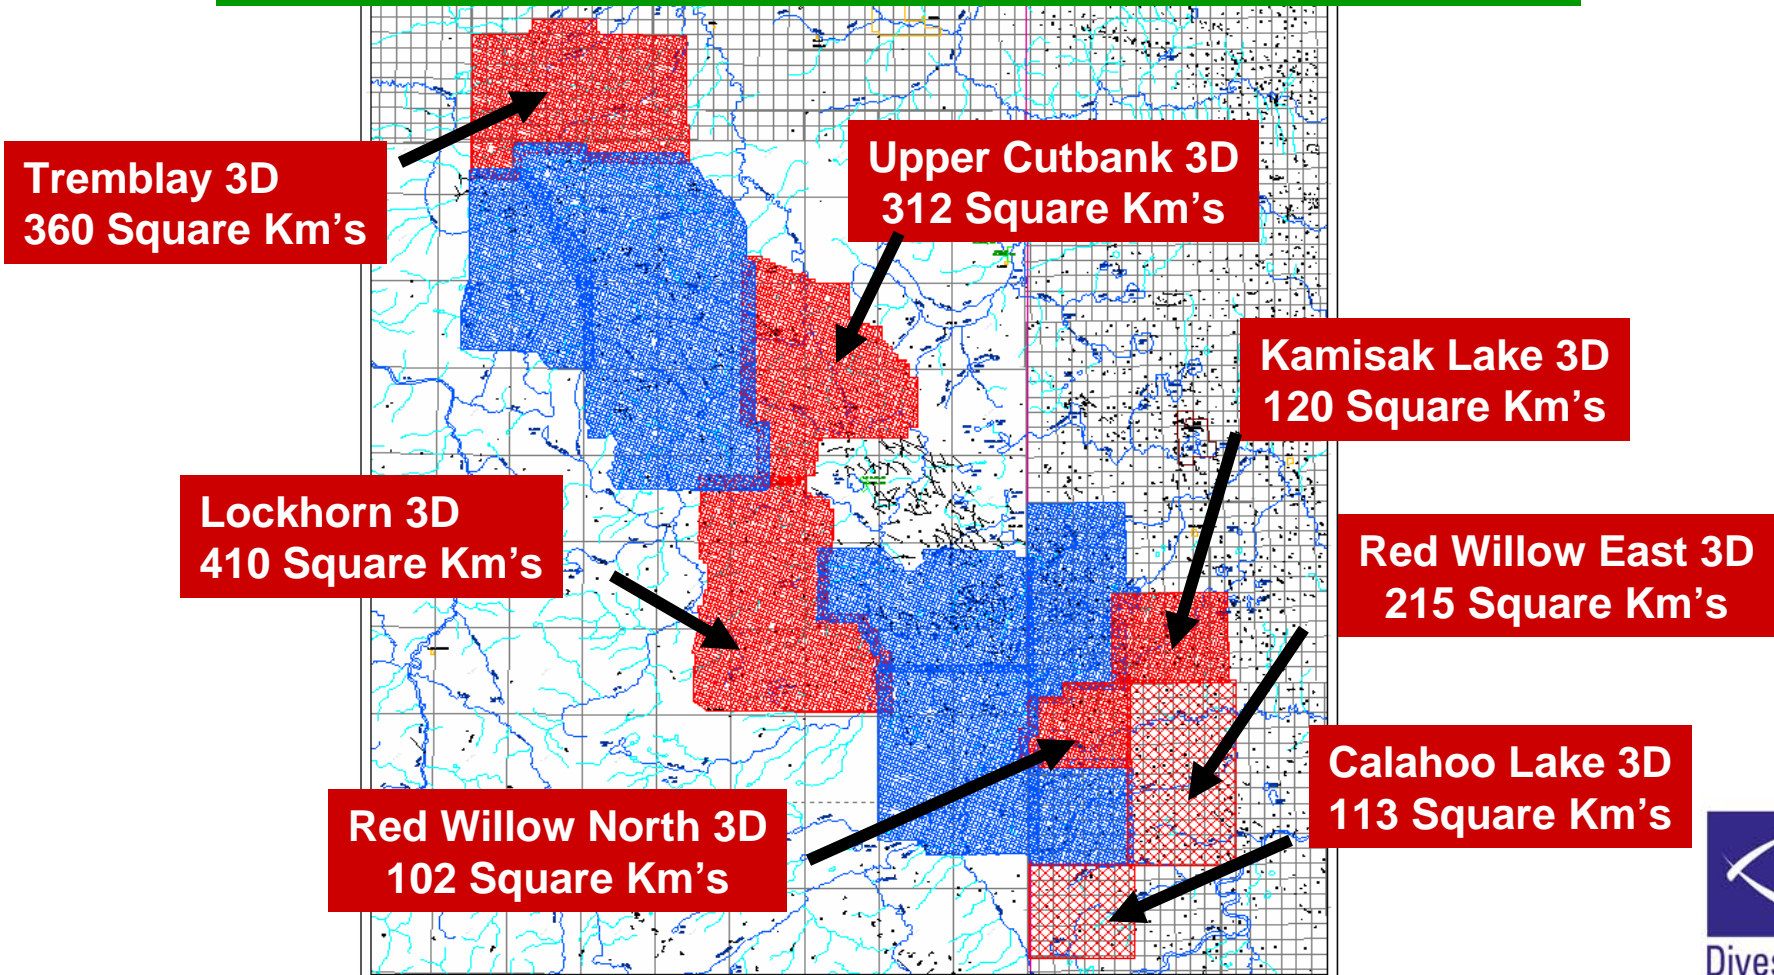 Tremblay 3D
360 Square Km’s
Upper Cutbank 3D
312 Square Km’s
Kamisak Lake 3D
120 Square Km’s
Lockhorn 3D
410 Square Km’s
Red Willow East 3D
215 Square Km’s
Calahoo Lake 3D
113 Square Km’s
Red Willow North 3D
102 Square Km’s